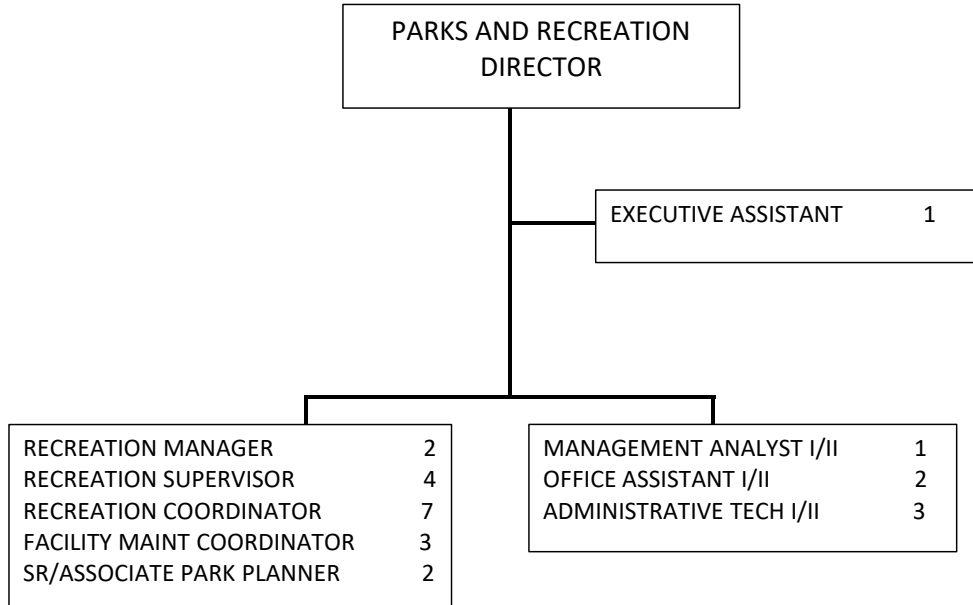 PARKS AND RECREATION
DIRECTOR
EXECUTIVE ASSISTANT 1
RECREATION MANAGER 2
RECREATION SUPERVISOR 4
RECREATION COORDINATOR 7
FACILITY MAINT COORDINATOR 3
SR/ASSOCIATE PARK PLANNER 2
MANAGEMENT ANALYST I/II 1
OFFICE ASSISTANT I/II 2
ADMINISTRATIVE TECH I/II 3